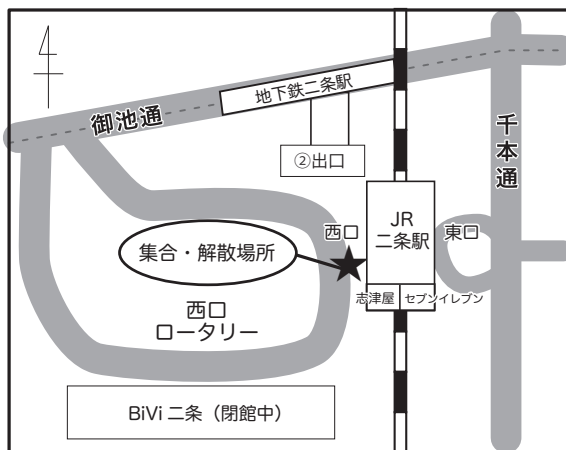 地下鉄二条駅
御池通
千本通
②出口
JR
二条駅
西口
東口
集合・解散場所
志津屋
セブンイレブン
西口
ロータリー
BiVi 二条（閉館中）